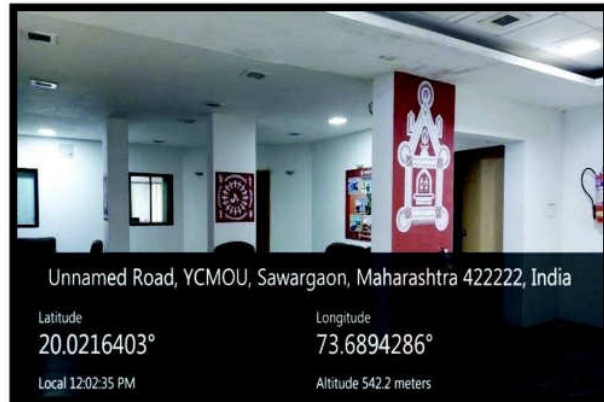 Unnamed Road, YCMOU, Sawargaon, Maharashtra 422222, India
Latitude
Longitude
20.0216403°
73.6894286°
Local 12:02:35 PM
Altitude 542.2 meters